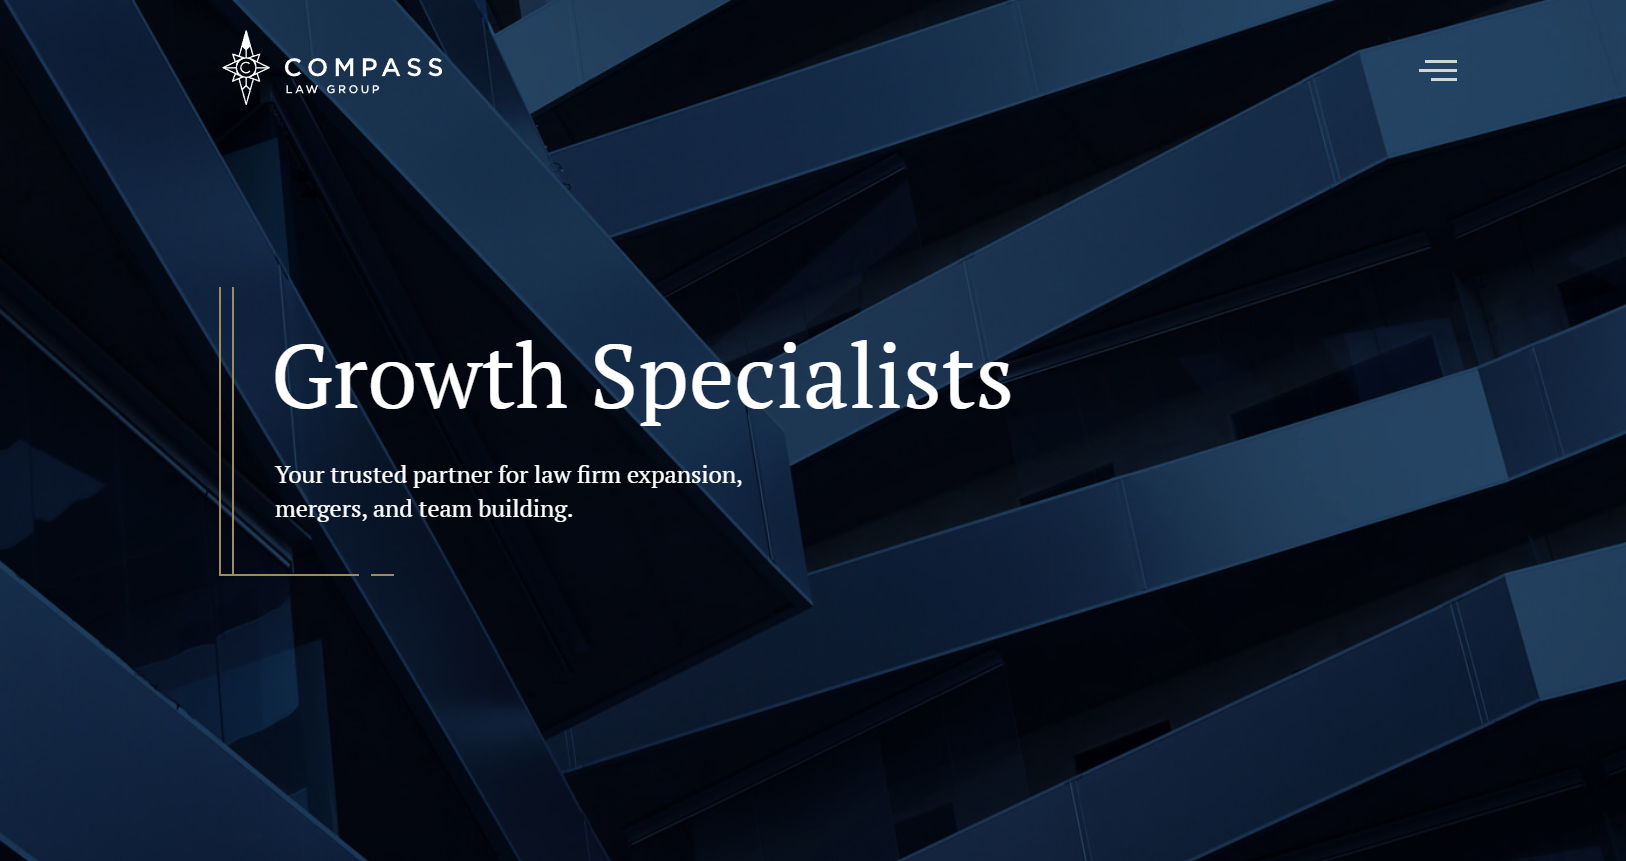 C
COMPASS
LAW GROUP
Growth Specialists
Your trusted partner for law firm expansion,
mergers, and team building.